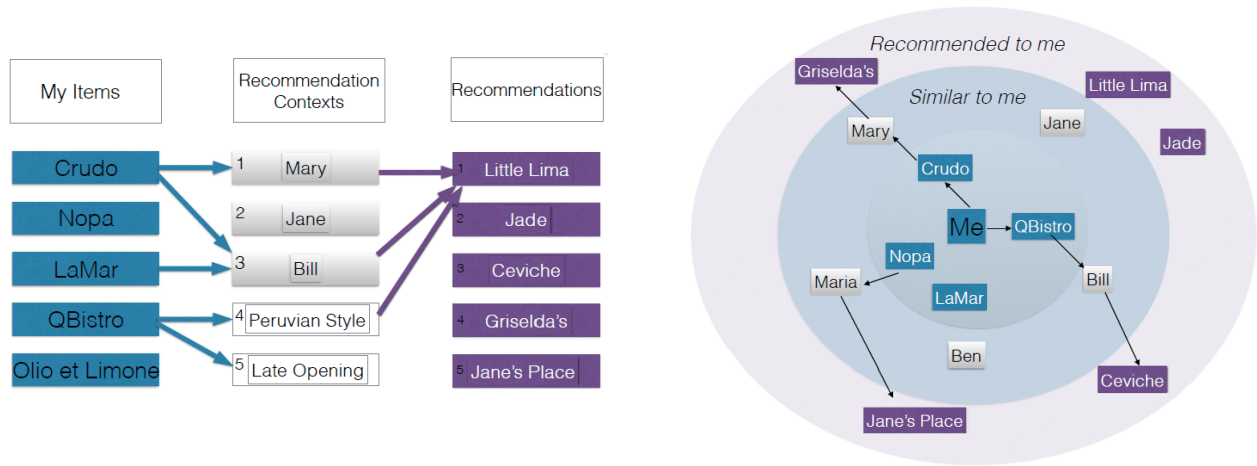 My Items
Recommendation
Contexts
Recommendations
Crudo
1 Mary
1 Little Lima
Nopa
2 Jane
2 Jade
LaMar
3 Bill
3 Ceviche
QBistro
4 Peruvian Style
4 Griselda's
Olio et Limone
5 Late Opening
5 Jane's Place
Recommended to me
Griselda's
Little Lima
Similar to me
Jane
Mary
Jade
Crudo
Me
QBistro
Nopa
Maria
Bill
LaMar
Ben
Ceviche
Jane's Place